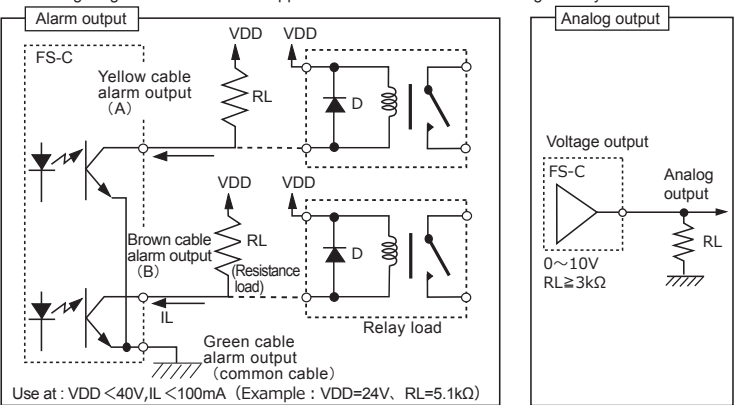 Alarm output
FS-C
Yellow cable
alarm output
（A）
VDD
RL
VDD
D
VDD
VDD
Brown cable
alarm output
（B）
RL
(Resistance
load)
D
IL
Relay load
Green cable
alarm output
（common cable）
Use at : VDD＜40V,IL＜100mA（Example : VDD=24V、RL=5.1kΩ）
Analog output
Voltage output
FS-C
Analog
output
RL
0～10V
RL≧3kΩ